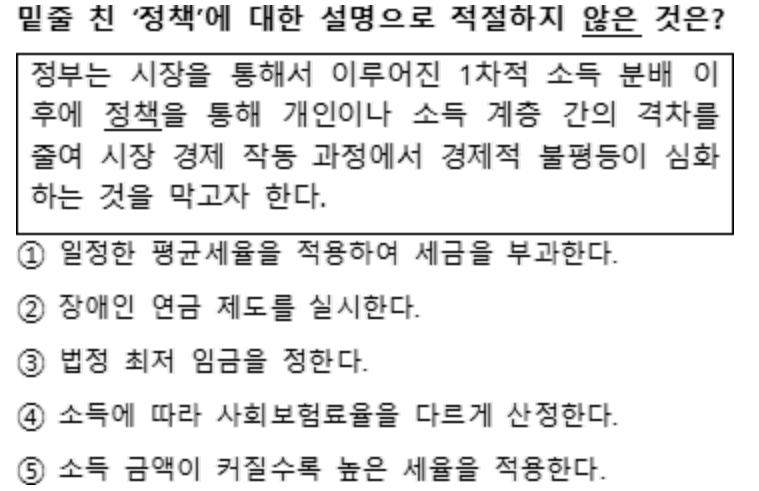 밑줄 친 '정책'에 대한 설명으로 적절하지 않은 것은?
정부는 시장을 통해서 이루어진 1차적 소득 분배 이
후에 정책을 통해 개인이나 소득 계층 간의 격차를
줄여 시장 경제 작동 과정에서 경제적 불평등이 심화
하는 것을 막고자 한다.
① 일정한 평균세율을 적용하여 세금을 부과한다.
② 장애인 연금 제도를 실시한다.
③ 법정 최저 임금을 정한다.
④ 소득에 따라 사회보험료율을 다르게 산정한다.
⑤ 소득 금액이 커질수록 높은 세율을 적용한다.